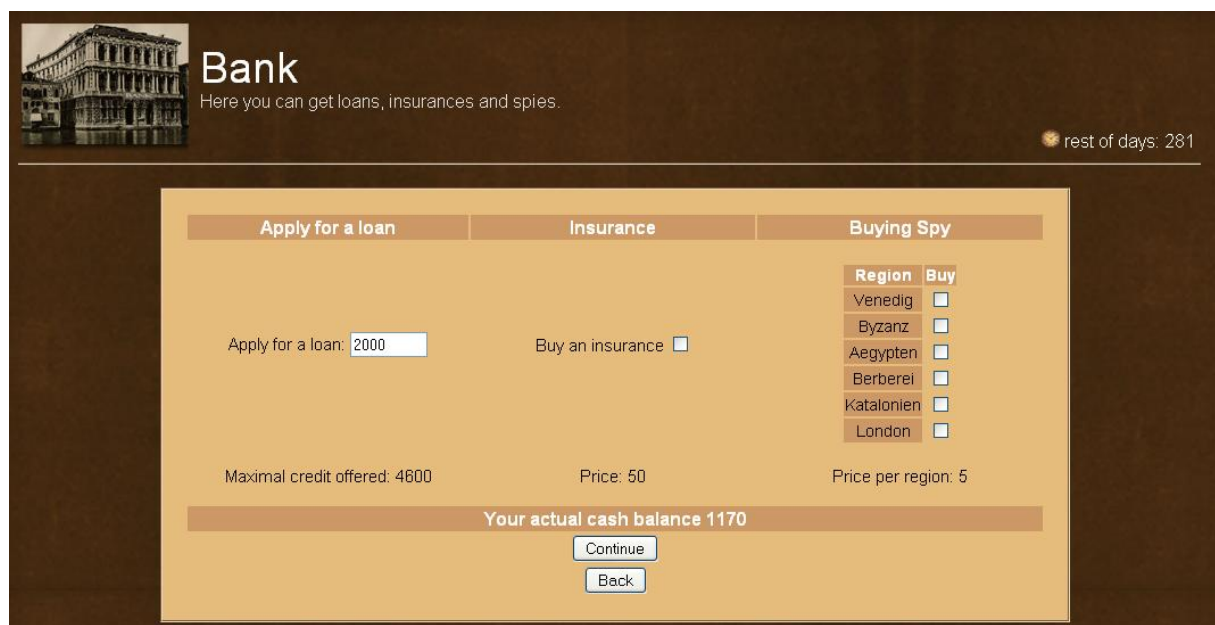 Bank
Here you can get loans, insurances and spies.
rest of days: 281
Apply for a loan Insurance Buying Spy
Region Buy
Venedig
Byzanz
Apply for a loan: 2000 Buy an insurance
Aegypten
Berberei
Katalonien
London
Maximal credit offered: 4600 Price: 50 Price per region: 5
Your actual cash balance 1170
Continue
Back